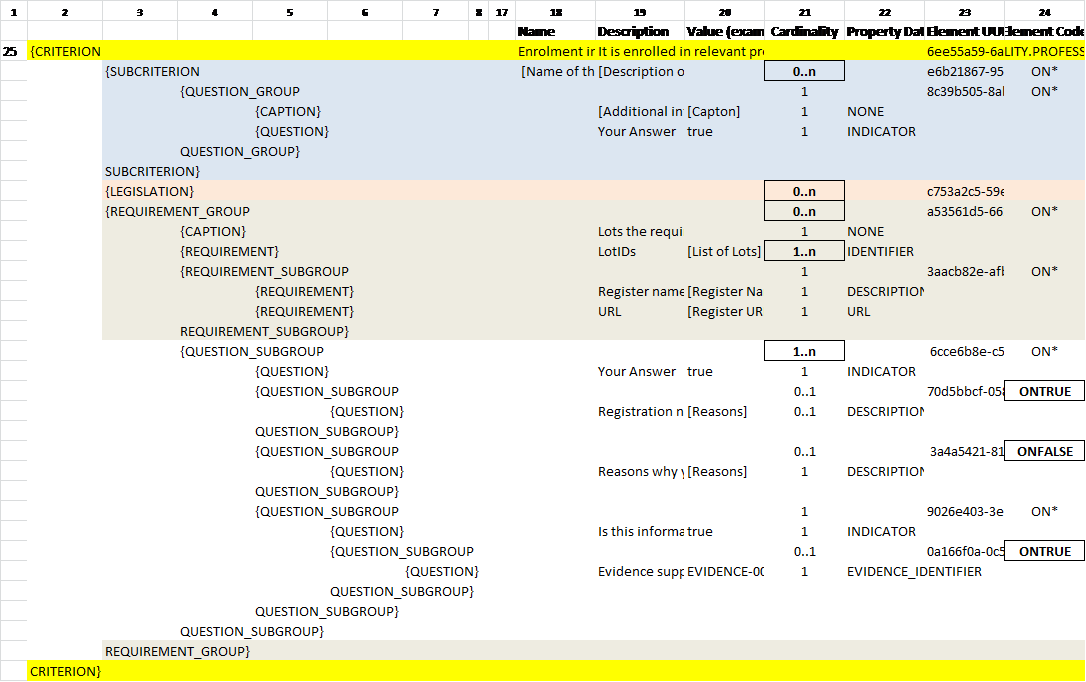 1 2 3 4 5 6 7 8 17 18 19 20 21 22 23 24
Name Description Value (exam Cardinality Property Dat Element UU Element Code
25 {CRITERION Enrolment ir It is enrolled in relevant pro 6ee55a59-6a LITY.PROFESS
{SUBCRITERION [Name of th [Description o 0..n e6b21867-95 ON*
{QUESTION_GROUP 1 8c39b505-8al ON*
{CAPTION} [Additional in [Capton] 1 NONE
{QUESTION} Your Answer true 1 INDICATOR
QUESTION_GROUP}
SUBCRITERION}
{LEGISLATION} 0..n c753a2c5-59e
{REQUIREMENT_GROUP 0..n a53561d5-66 ON*
{CAPTION} Lots the requi 1 NONE
{REQUIREMENT} LotIDs [List of Lots] 1..n IDENTIFIER
{REQUIREMENT_SUBGROUP 1 3aacb82e-afl ON*
{REQUIREMENT} Register name [Register Na 1 DESCRIPTION
{REQUIREMENT} URL [Register UR 1 URL
REQUIREMENT_SUBGROUP}
{QUESTION_SUBGROUP 1..n 6cce6b8e-c5 ON*
{QUESTION} Your Answer true 1 INDICATOR
{QUESTION_SUBGROUP 0..1 70d5bbcf-058 ONTRUE
{QUESTION} Registration n [Reasons] 0..1 DESCRIPTION
QUESTION_SUBGROUP}
{QUESTION_SUBGROUP 0..1 3a4a5421-81 ONFALSE
{QUESTION} Reasons why y [Reasons] 1 DESCRIPTION
QUESTION_SUBGROUP}
{QUESTION_SUBGROUP 1 9026e403-3e ON*
{QUESTION} Is this informa true 1 INDICATOR
{QUESTION_SUBGROUP 0..1 0a166f0a-0c5 ONTRUE
{QUESTION} Evidence supp EVIDENCE-00 1 EVIDENCE_IDENTIFIER
QUESTION_SUBGROUP}
QUESTION_SUBGROUP}
QUESTION_SUBGROUP}
REQUIREMENT_GROUP}
CRITERION}